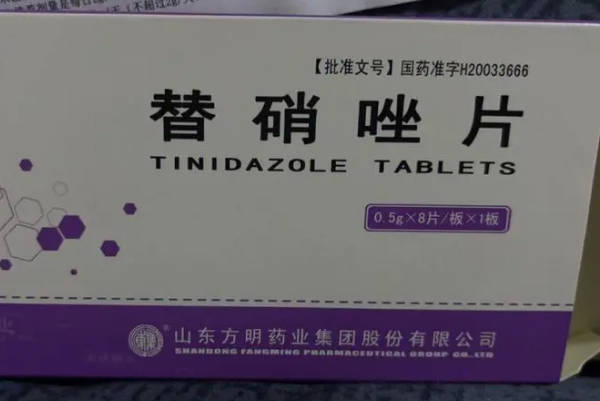 【批准文号】国药准字H20033666
替硝唑片
TINIDAZOLE TABLETS
0.5g×8片/板×1板
山东方明药业集团股份有限公司
SHANDONG FANGMING PHARMACEUTICAL GROUP CO.,LTD